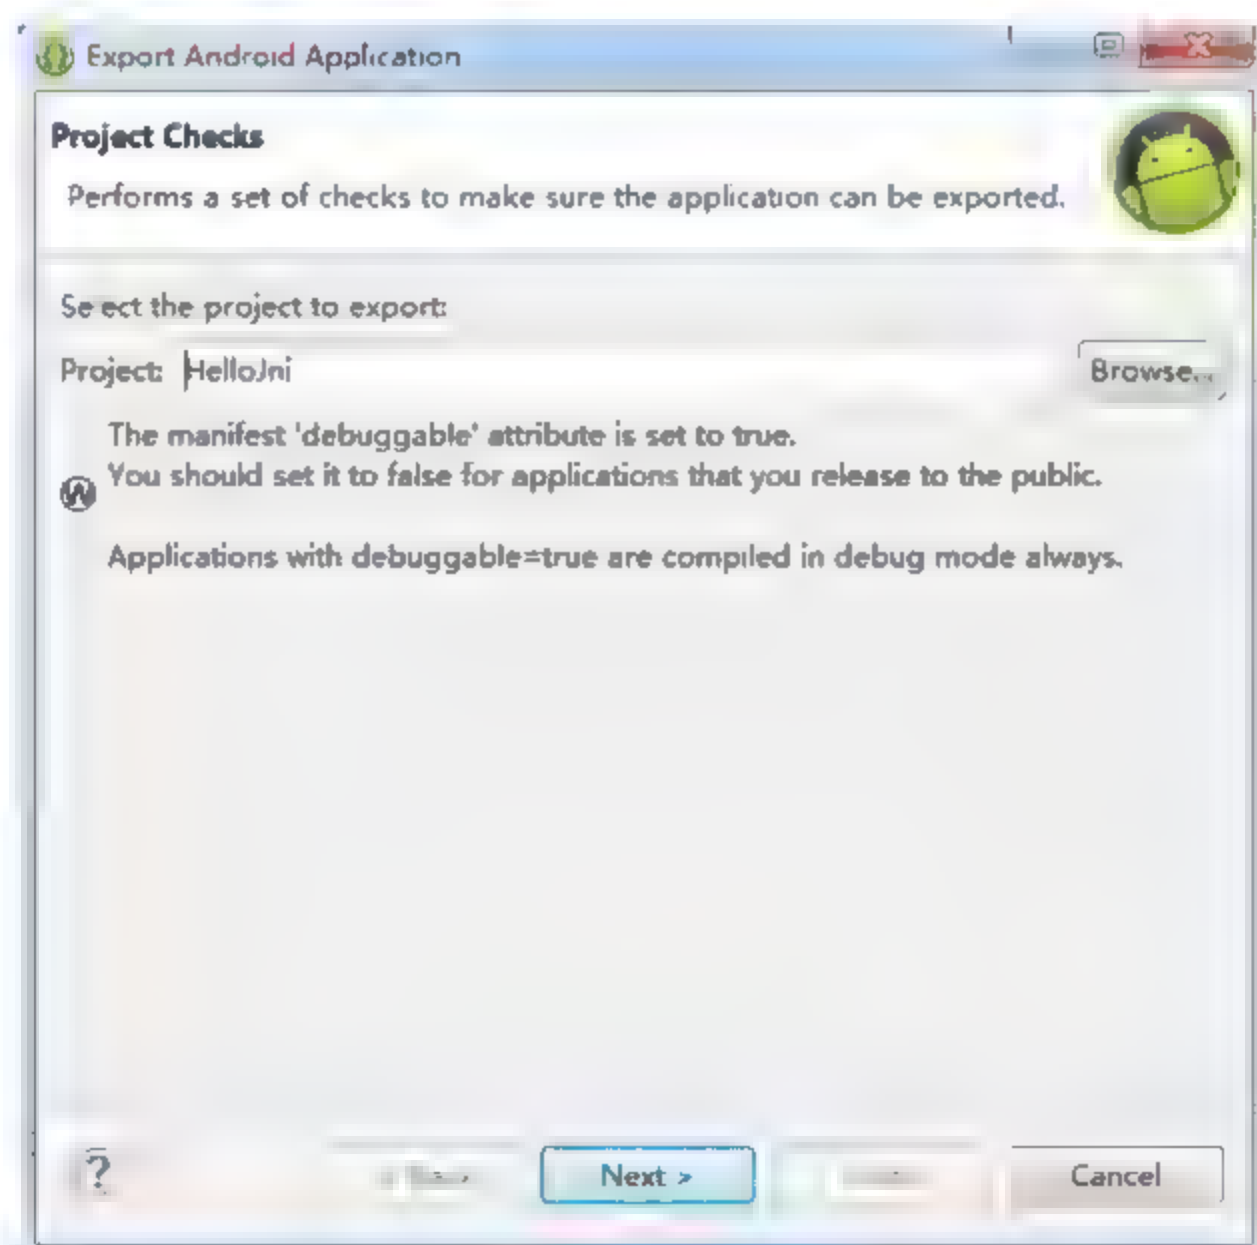 Export Android Application
Project Checks
Performs a set of checks to make sure the application can be exported.
Select the project to export:
Project: HelloJni Browse...
The manifest 'debuggable' attribute is set to true.
You should set it to false for applications that you release to the public.
Applications with debuggable=true are compiled in debug mode always.
? Next > Cancel